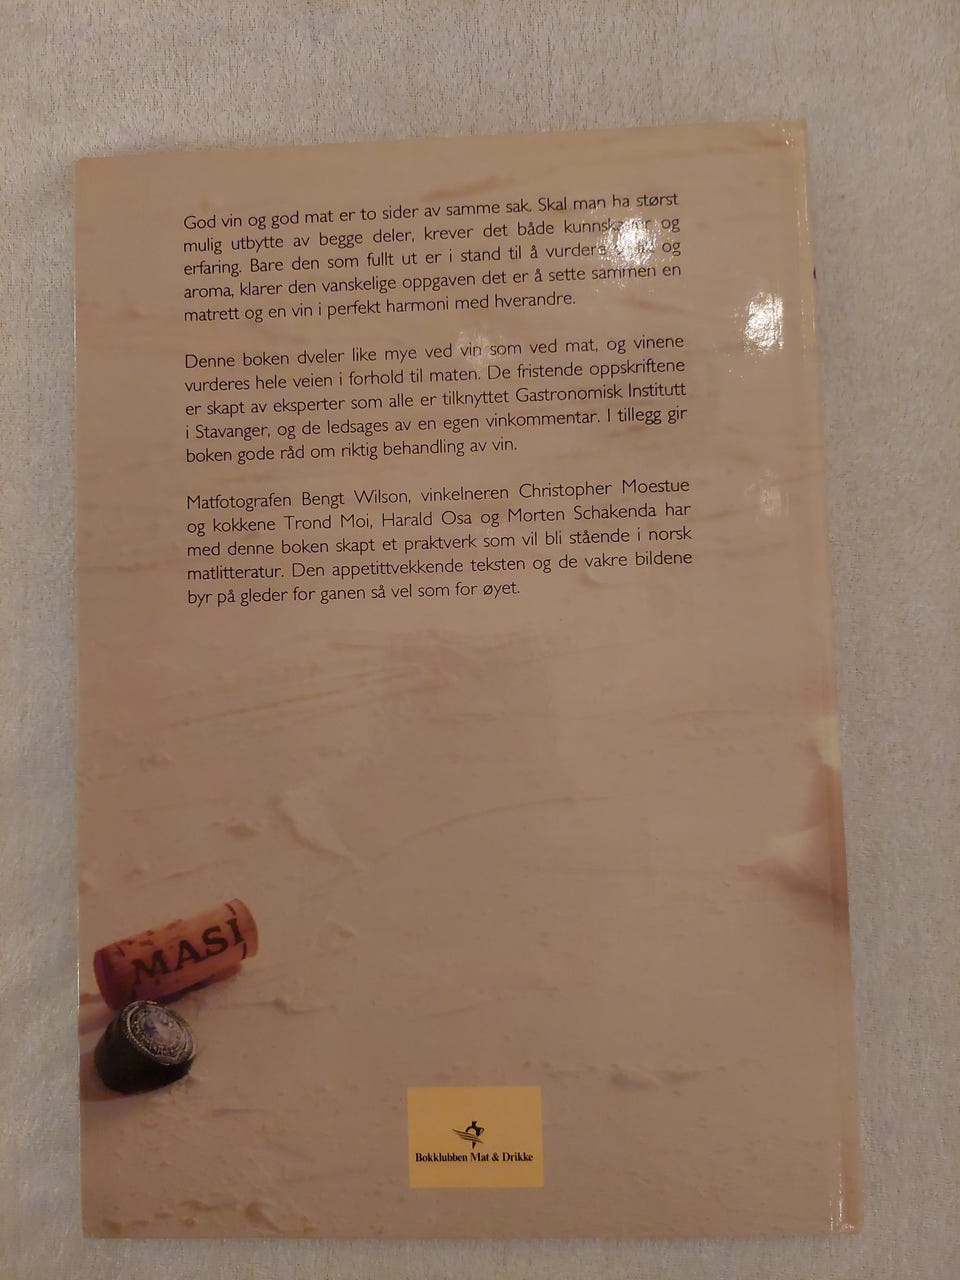 God vin og god mat er to sider av samme sak. Skal man ha størst
mulig utbytte av begge deler, krever det både og
erfaring. Bare den som fullt ut er i stand til å vurdere og
aroma, klarer den vanskelige oppgaven det er å sette sammen en
matrett og en vin i perfekt harmoni med hverandre.
Denne boken dveler like mye ved vin som ved mat, og vinene
vurderes hele veien i forhold til maten. De fristende oppskriftene
er skapt av eksperter som alle er tilknyttet Gastronomisk Institutt
i Stavanger, og de ledsages av en egen vinkommentar. I tillegg gir
boken gode råd om riktig behandling av vin.
Matfotografen Bengt Wilson, vinkelneren Christopher Moestue
og kokkene Trond Moi, Harald Osa og Morten Schakenda har
med denne boken skapt et praktverk som vil bli stående i norsk
matlitteratur. Den appetittvekkende teksten og de vakre bildene
byr på gleder for ganen så vel som for øyet.
MASI
Bokklubben Mat & Drikke